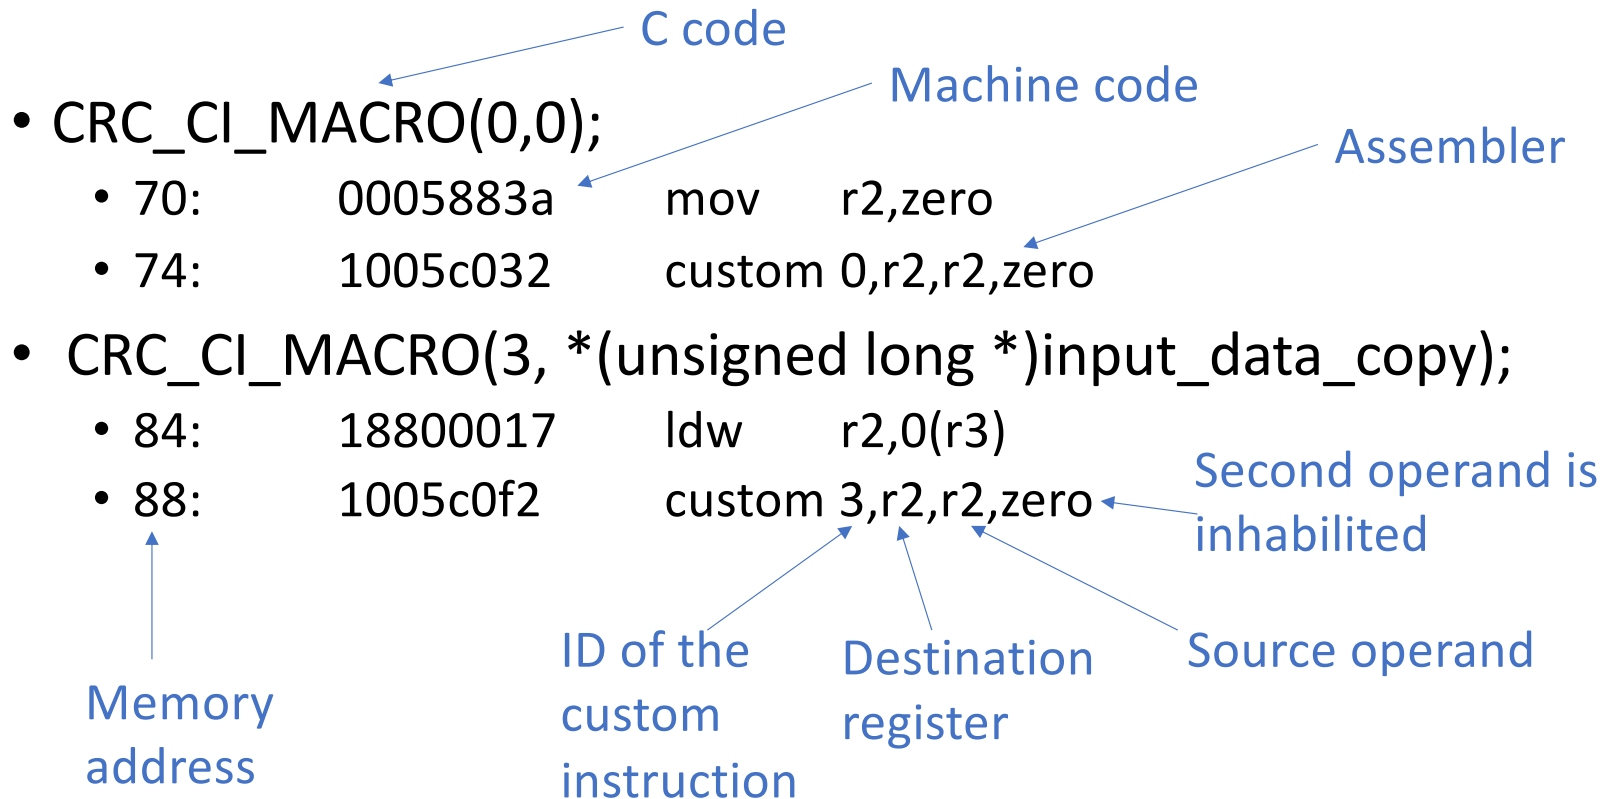 C code
Machine code
• CRC_CI_MACRO(0,0);
Assembler
• 70: 0005883a mov r2,zero
• 74: 1005c032 custom 0,r2,r2,zero
• CRC_CI_MACRO(3, *(unsigned long *)input_data_copy);
• 84: 18800017 ldw r2,0(r3)
• 88: 1005c0f2 custom 3,r2,r2,zero
Second operand is
inhabilited
ID of the
custom
instruction
Destination
register
Source operand
Memory
address